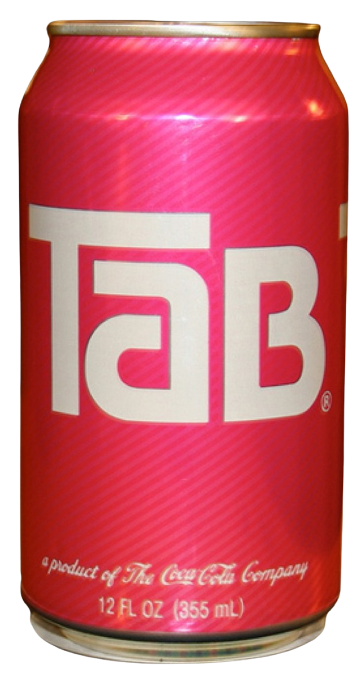 TaB®
a product of The Coca-Cola Company
12 FL OZ (355 mL)